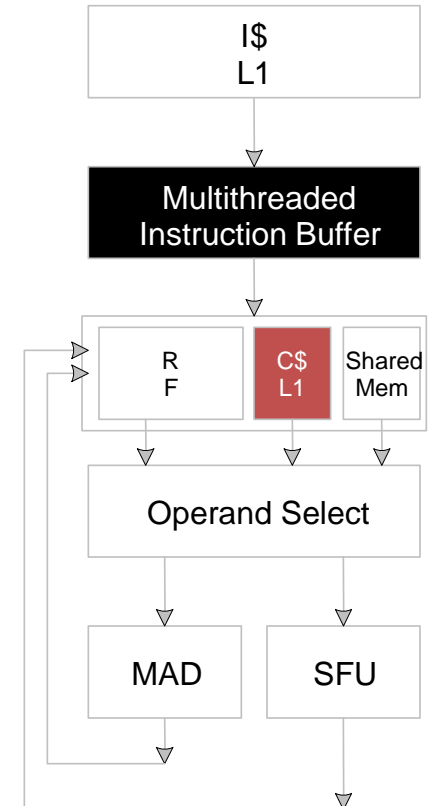 I$
L1
Multithreaded
Instruction Buffer
R
F
C$
L1
Shared
Mem
Operand Select
MAD
SFU